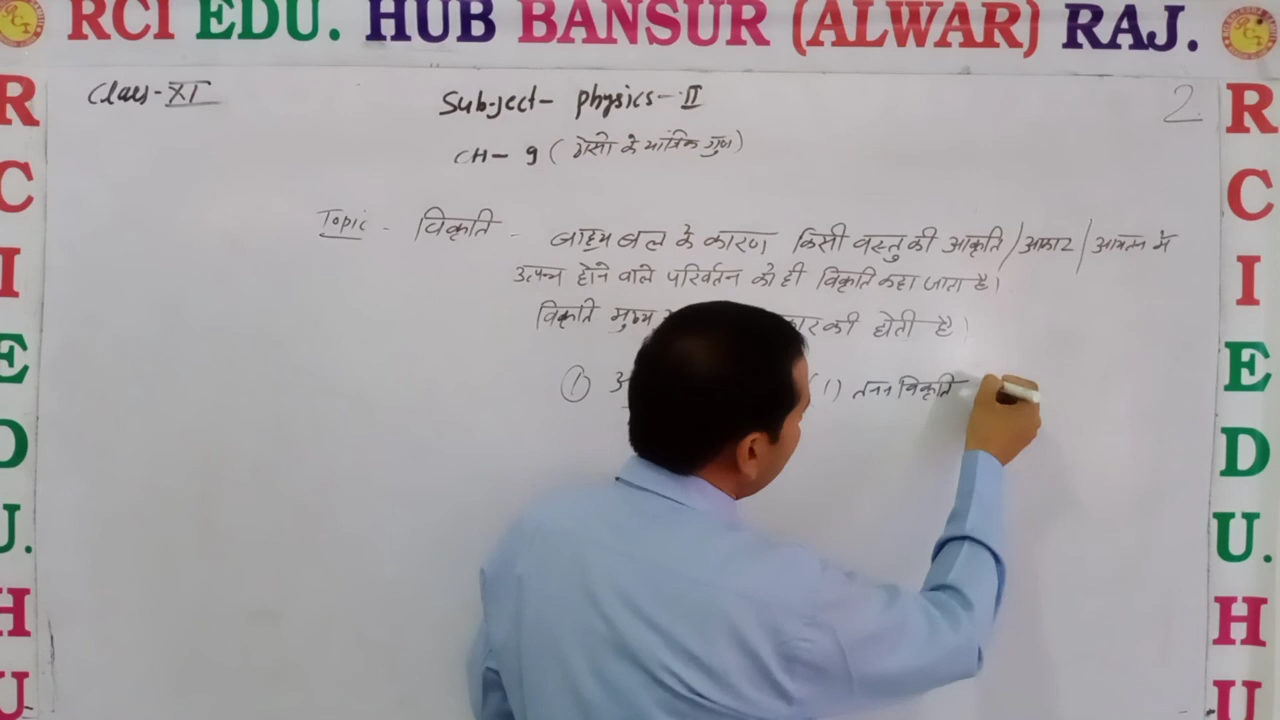 RCI EDU. HUB BANSUR (ALWAR) RAJ.
Class-XI
Subject- physics-II
2.
CH- 9 (ठोसो के यांत्रिक गुण)
Topic - विकृति - बाह्य बल के कारण किसी वस्तु की आकृति/आकार/आयतन में
उत्पन्न होने वाले परिवर्तन को ही विकृति कहा जाता है।
विकृति मुख्य की होती है।
① (1) तनन विकृति
R
C
I
E
D
U.
H
U
R
C
I
E
D
U.
H
U